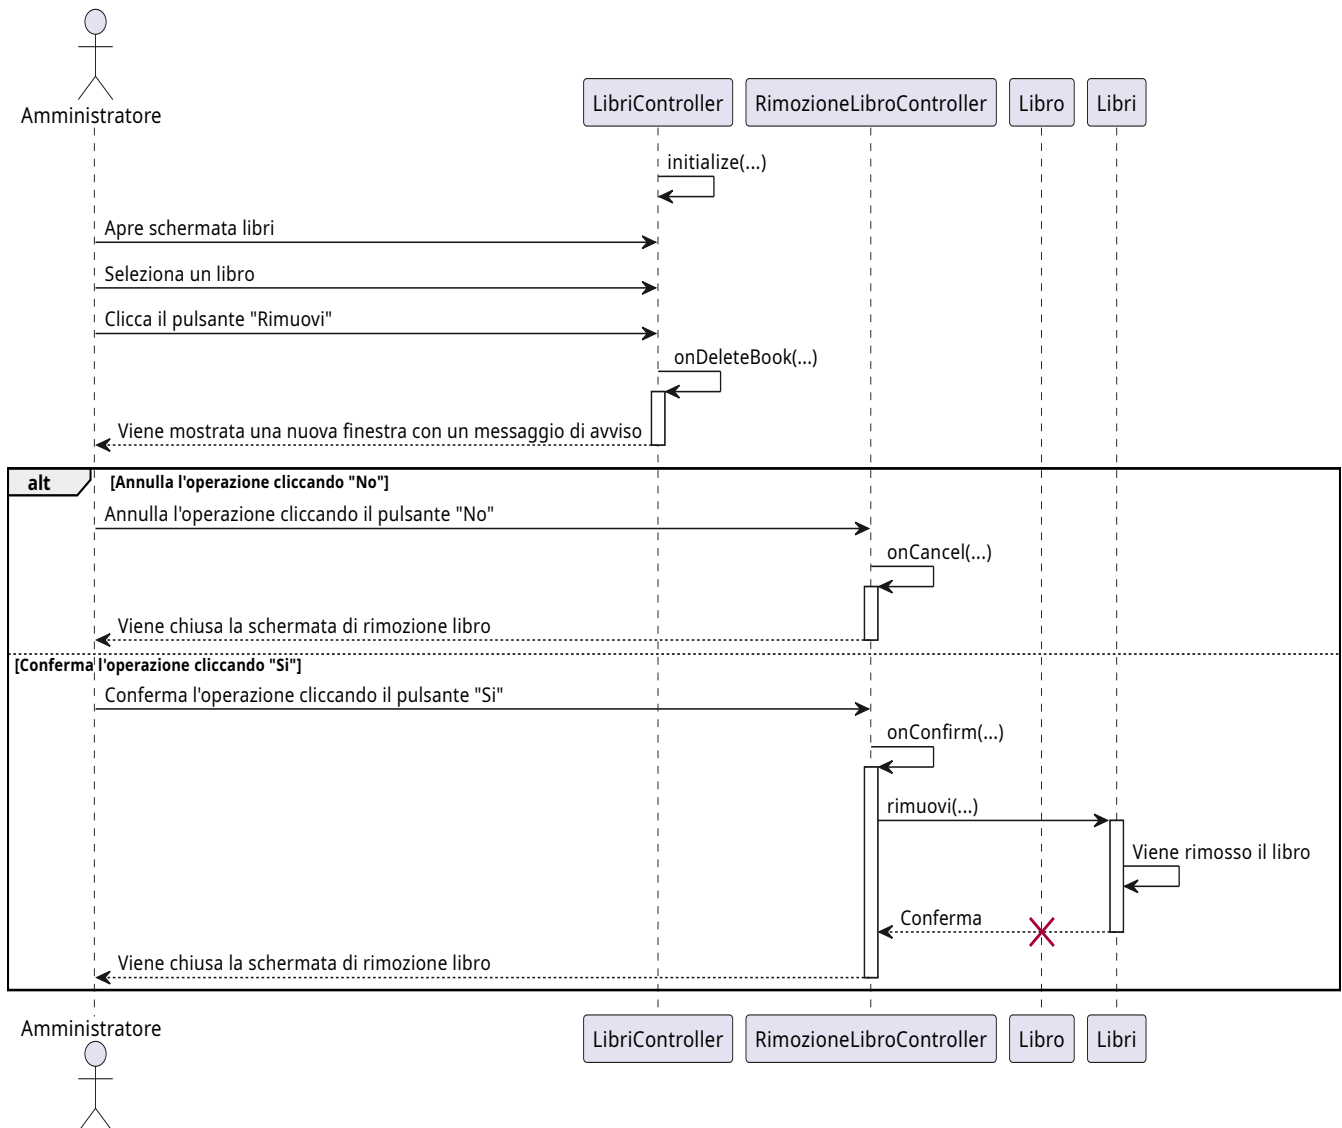 Amministratore
LibriController
RimozioneLibroController
Libro
Libri
initialize(...)
Apre schermata libri
Seleziona un libro
Clicca il pulsante "Rimuovi"
onDeleteBook(...)
Viene mostrata una nuova finestra con un messaggio di avviso
alt
[Annulla l'operazione cliccando "No"]
Annulla l'operazione cliccando il pulsante "No"
onCancel(...)
Viene chiusa la schermata di rimozione libro
[Conferma l'operazione cliccando "Si"]
Conferma l'operazione cliccando il pulsante "Si"
onConfirm(...)
rimuovi(...)
Viene rimosso il libro
Conferma
Viene chiusa la schermata di rimozione libro
Amministratore
LibriController
RimozioneLibroController
Libro
Libri